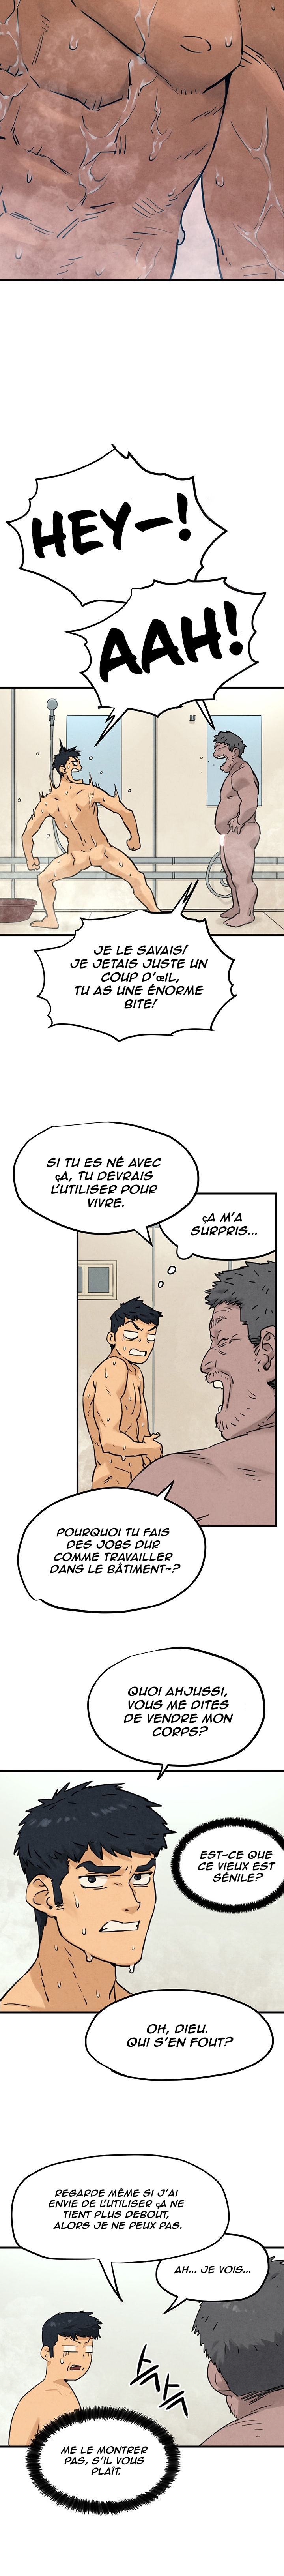 HEY-!
AAH!
JE LE SAVAIS!
JE JETAIS JUSTE UN
COUP D'ŒIL,
TU AS UNE ÉNORME
BITE!
SI TU ES NÉ AVEC
ÇA, TU DEVRAIS
L'UTILISER POUR
VIVRE.
ÇA M'A
SURPRIS...
POURQUOI TU FAIS
DES JOBS DUR
COMME TRAVAILLER
DANS LE BÂTIMENT~?
QUOI AHJUSSI,
VOUS ME DITES
DE VENDRE MON
CORPS?
EST-CE QUE
CE VIEUX EST
SÉNILE?
OH, DIEU.
QUI S'EN FOUT?
REGARDE MÊME SI J'AI
ENVIE DE L'UTILISER ÇA NE
TIENT PLUS DEBOUT,
ALORS JE NE PEUX PAS.
AH... JE VOIS...
ME LE MONTRER
PAS, S'IL VOUS
PLAÎT.